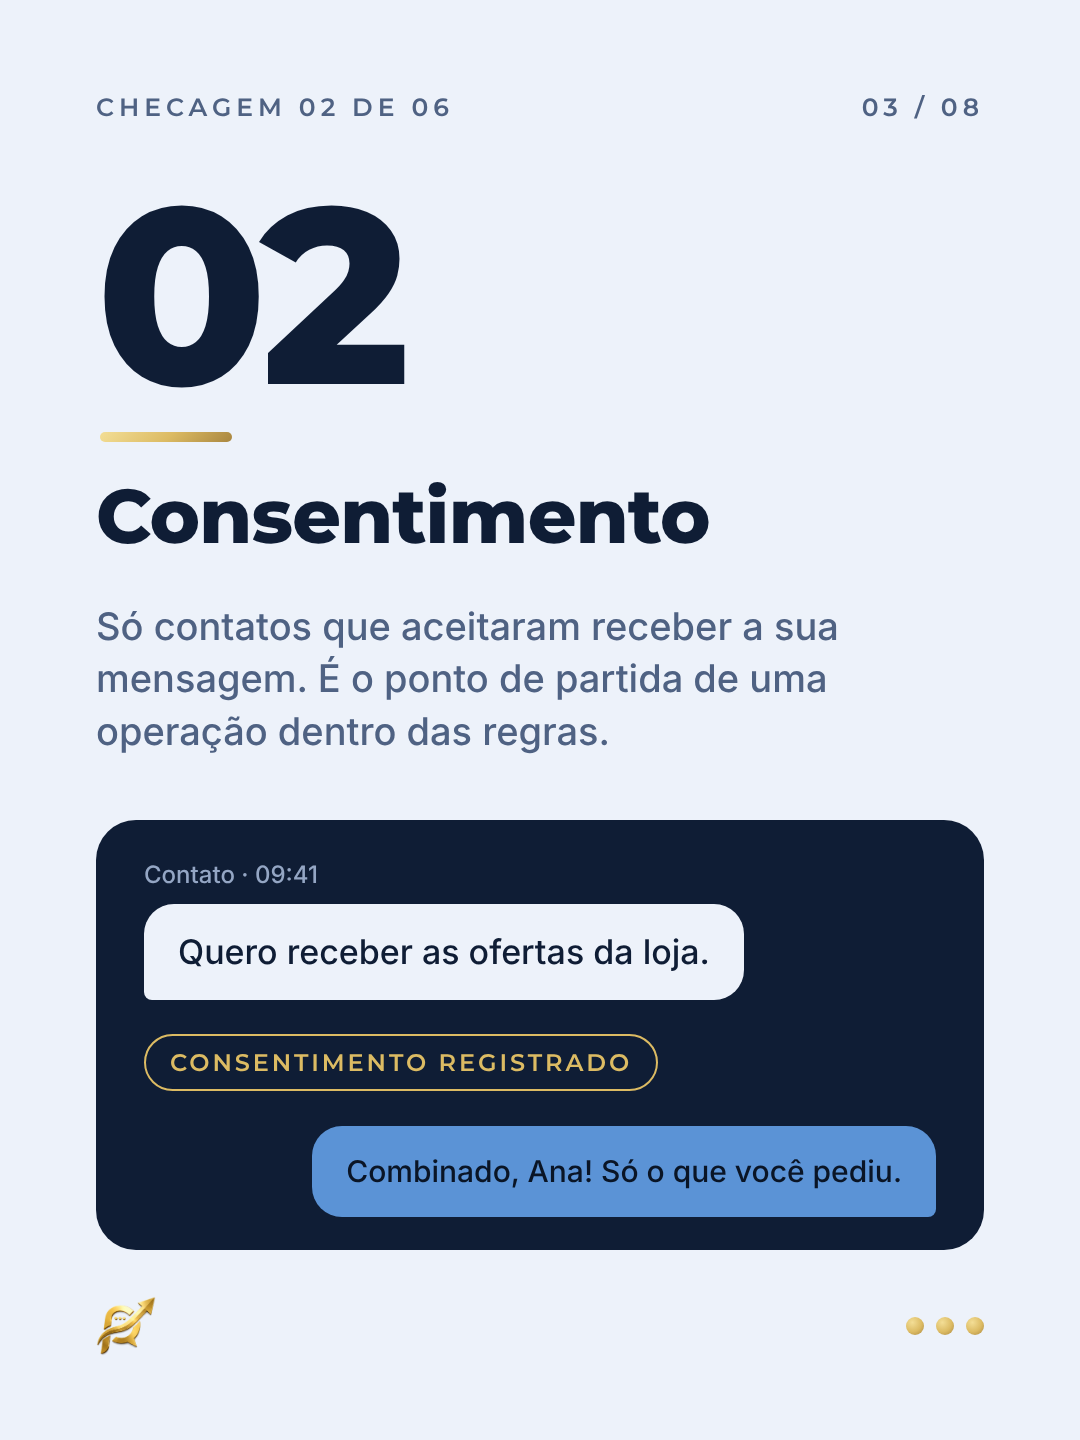 CHECAGEM 02 DE 06
03 / 08
02
Consentimento
Só contatos que aceitaram receber a sua
mensagem. É o ponto de partida de uma
operação dentro das regras.
Contato · 09:41
Quero receber as ofertas da loja.
CONSENTIMENTO REGISTRADO
Combinado, Ana! Só o que você pediu.